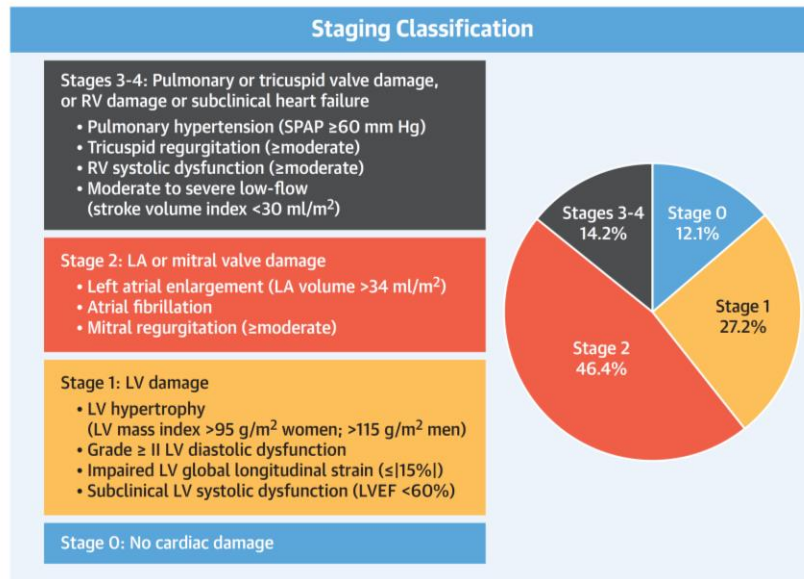 Staging Classification
Stages 3-4: Pulmonary or tricuspid valve damage,
or RV damage or subclinical heart failure
• Pulmonary hypertension (SPAP ≥60 mm Hg)
• Tricuspid regurgitation (≥moderate)
• RV systolic dysfunction (≥moderate)
• Moderate to severe low-flow
(stroke volume index <30 ml/m²)
Stage 2: LA or mitral valve damage
• Left atrial enlargement (LA volume >34 ml/m²)
• Atrial fibrillation
• Mitral regurgitation (≥moderate)
Stage 1: LV damage
• LV hypertrophy
(LV mass index >95 g/m² women; >115 g/m² men)
• Grade ≥ II LV diastolic dysfunction
• Impaired LV global longitudinal strain (≤|15%|)
• Subclinical LV systolic dysfunction (LVEF <60%)
Stage 0: No cardiac damage
Stages 3-4
14.2%
Stage 0
12.1%
Stage 1
27.2%
Stage 2
46.4%